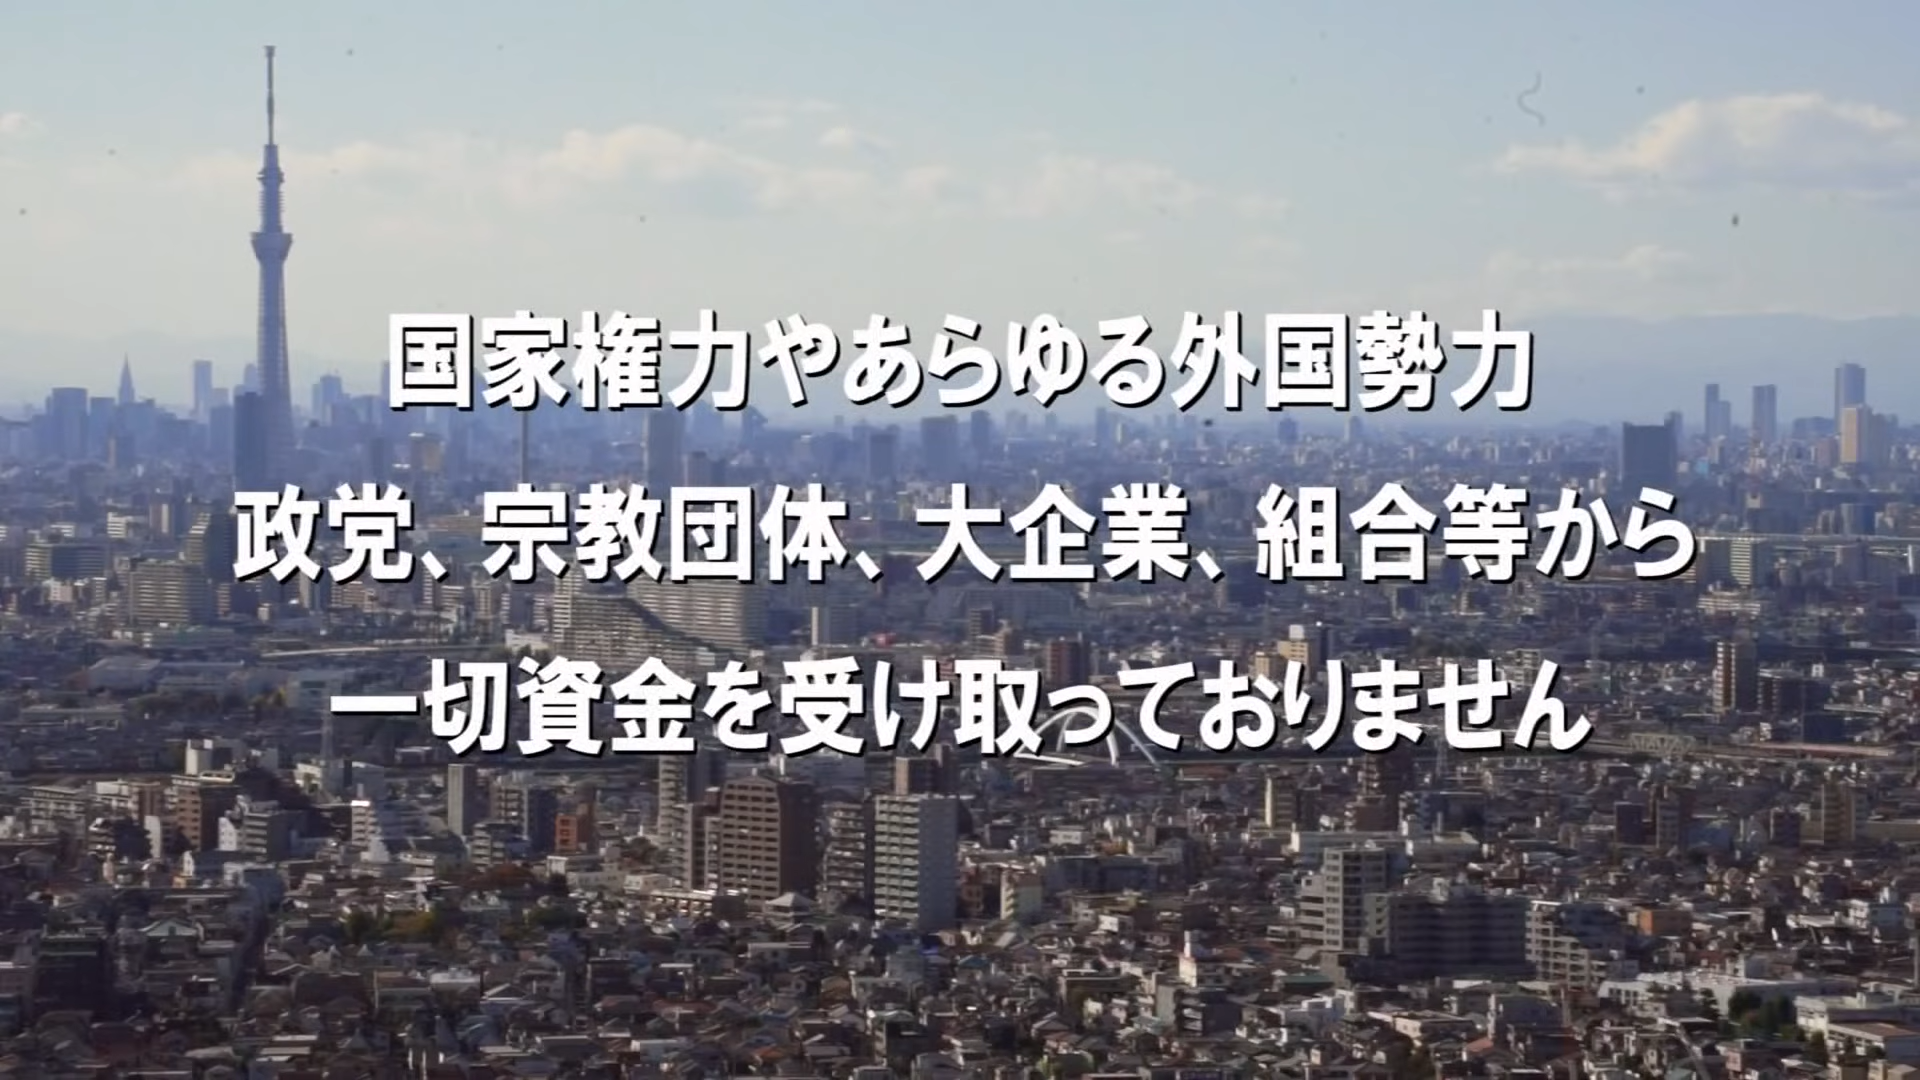 国家権力やあらゆる外国勢力
政党、宗教団体、大企業、組合等から
一切資金を受け取っておりません